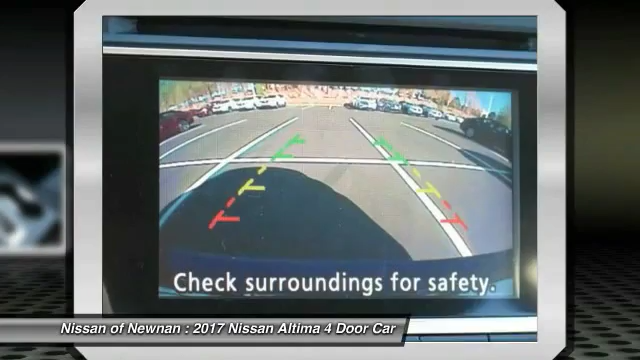 Check surroundings for safety.
Nissan of Newnan : 2017 Nissan Altima 4 Door Car